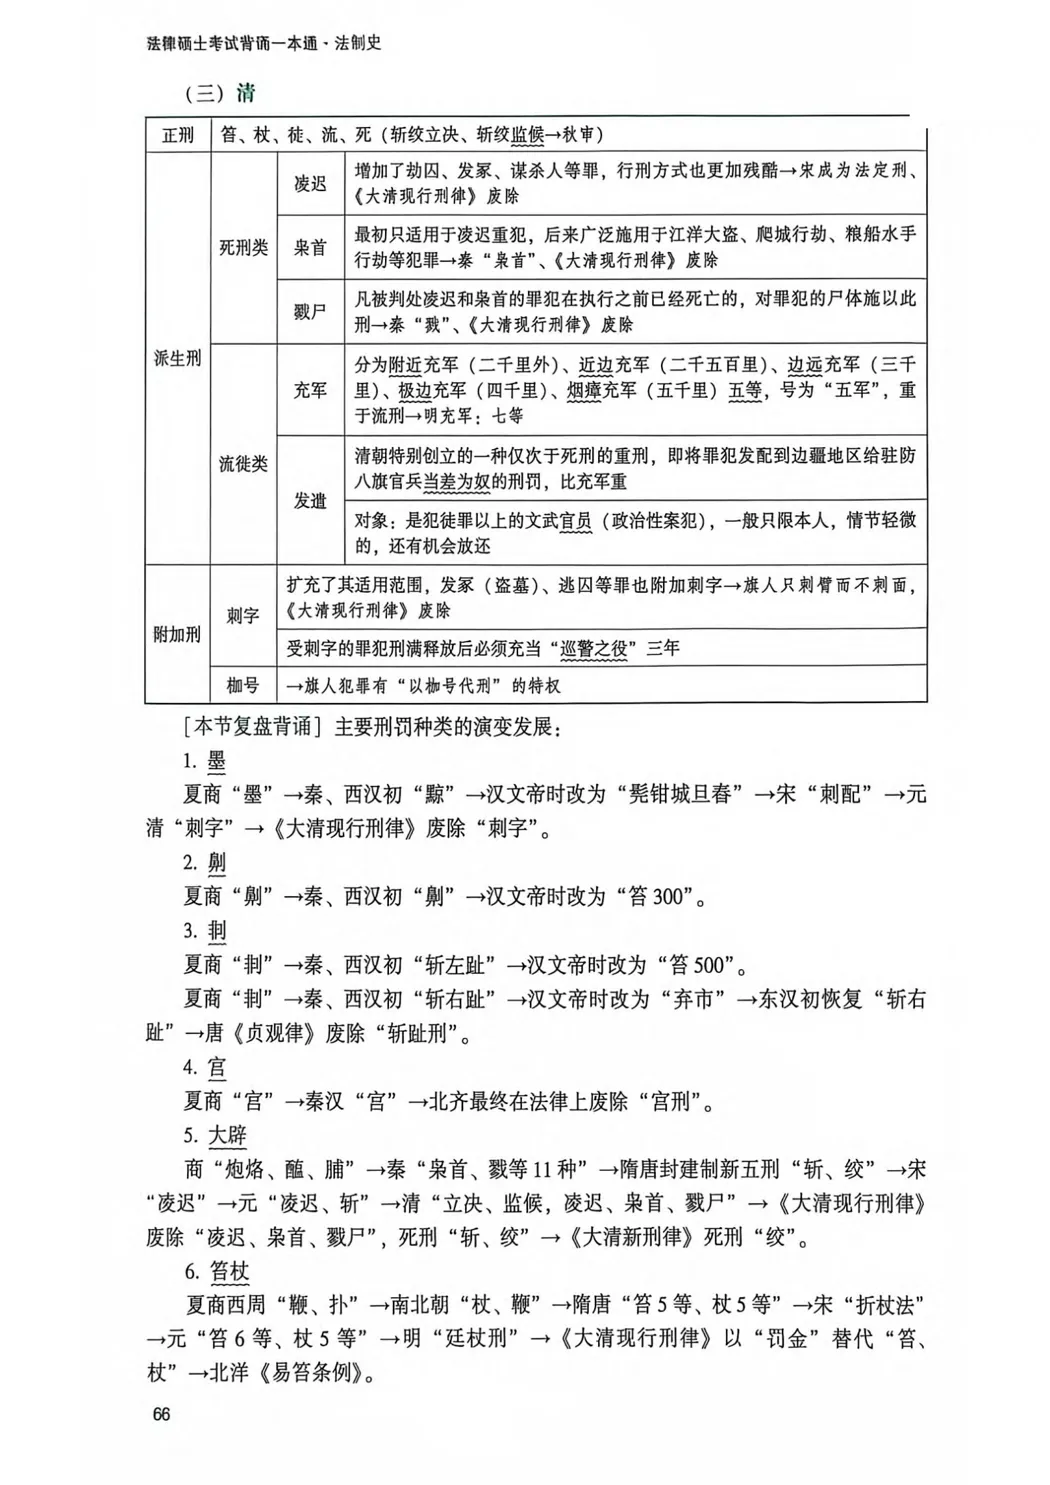 法律硕士考试背诵一本通·法制史
（三）清
正刑 笞、杖、徒、流、死（斩绞立决、斩绞监候→秋审）
派生刑
死刑类
凌迟
增加了劫囚、发冢、谋杀人等罪，行刑方式也更加残酷→宋成为法定刑、
《大清现行刑律》废除
枭首
最初只适用于凌迟重犯，后来广泛施用于江洋大盗、爬城行劫、粮船水手
行劫等犯罪→秦“枭首”、《大清现行刑律》废除
戮尸
凡被判处凌迟和枭首的罪犯在执行之前已经死亡的，对罪犯的尸体施以此
刑→秦“戮”、《大清现行刑律》废除
流徙类
充军
分为附近充军（二千里外）、近边充军（二千五百里）、边远充军（三千
里）、极边充军（四千里）、烟瘴充军（五千里）五等，号为“五军”，重
于流刑→明充军：七等
发遣
清朝特别创立的一种仅次于死刑的重刑，即将罪犯发配到边疆地区给驻防
八旗官兵当差为奴的刑罚，比充军重
对象：是犯徒罪以上的文武官员（政治性案犯），一般只限本人，情节轻微
的，还有机会放还
附加刑
刺字
扩充了其适用范围，发冢（盗墓）、逃囚等罪也附加刺字→旗人只刺臂而不刺面，
《大清现行刑律》废除
受刺字的罪犯刑满释放后必须充当“巡警之役”三年
枷号 →旗人犯罪有“以枷号代刑”的特权
［本节复盘背诵］主要刑罚种类的演变发展：
1. 墨
夏商“墨”→秦、西汉初“黥”→汉文帝时改为“髡钳城旦舂”→宋“刺配”→元
清“刺字”→《大清现行刑律》废除“刺字”。
2. 劓
夏商“劓”→秦、西汉初“劓”→汉文帝时改为“笞300”。
3. 剕
夏商“剕”→秦、西汉初“斩左趾”→汉文帝时改为“笞500”。
夏商“剕”→秦、西汉初“斩右趾”→汉文帝时改为“弃市”→东汉初恢复“斩右
趾”→唐《贞观律》废除“斩趾刑”。
4. 宫
夏商“宫”→秦汉“宫”→北齐最终在法律上废除“宫刑”。
5. 大辟
商“炮烙、醢、脯”→秦“枭首、戮等11种”→隋唐封建制新五刑“斩、绞”→宋
“凌迟”→元“凌迟、斩”→清“立决、监候，凌迟、枭首、戮尸”→《大清现行刑律》
废除“凌迟、枭首、戮尸”，死刑“斩、绞”→《大清新刑律》死刑“绞”。
6. 笞杖
夏商西周“鞭、扑”→南北朝“杖、鞭”→隋唐“笞5等、杖5等”→宋“折杖法”
→元“笞6等、杖5等”→明“廷杖刑”→《大清现行刑律》以“罚金”替代“笞、
杖”→北洋《易笞条例》。
66